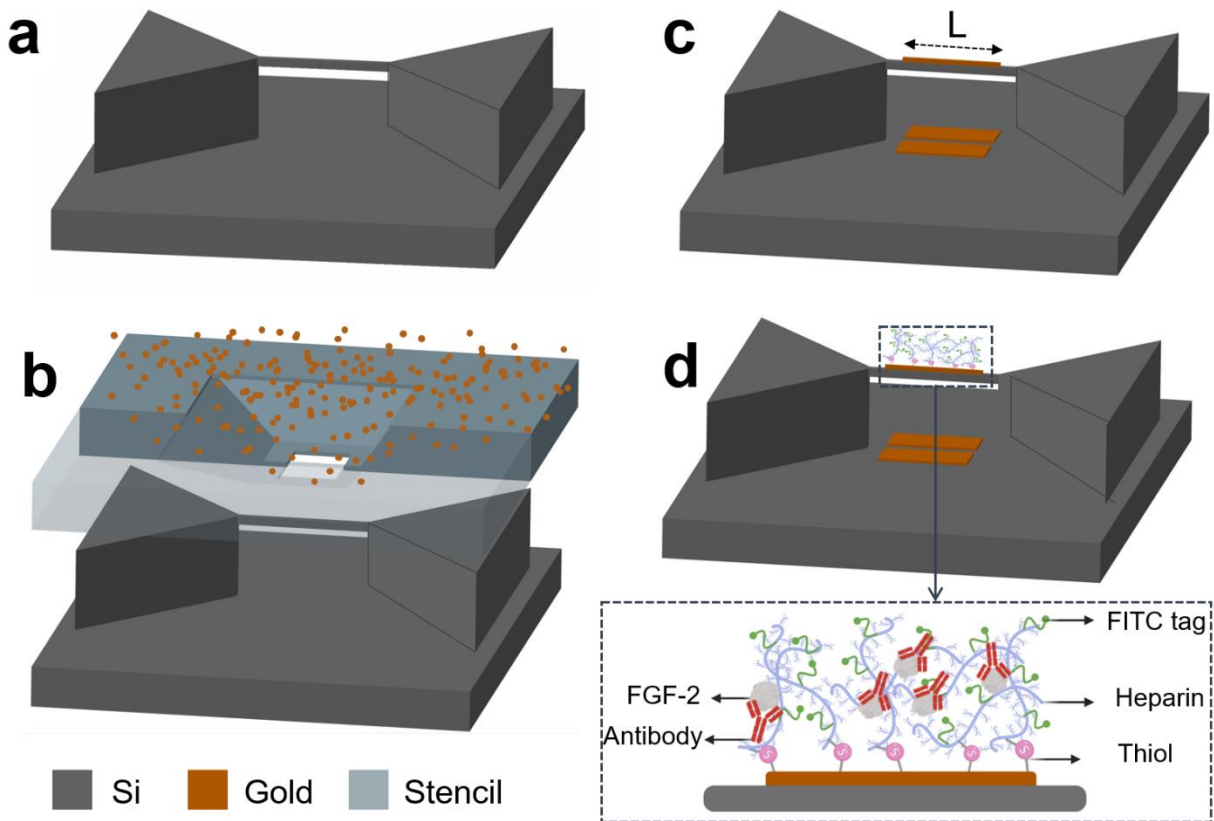 a
c
L
b
d
FITC tag
FGF-2
Heparin
Antibody
Thiol
S S S S S
Si Gold Stencil